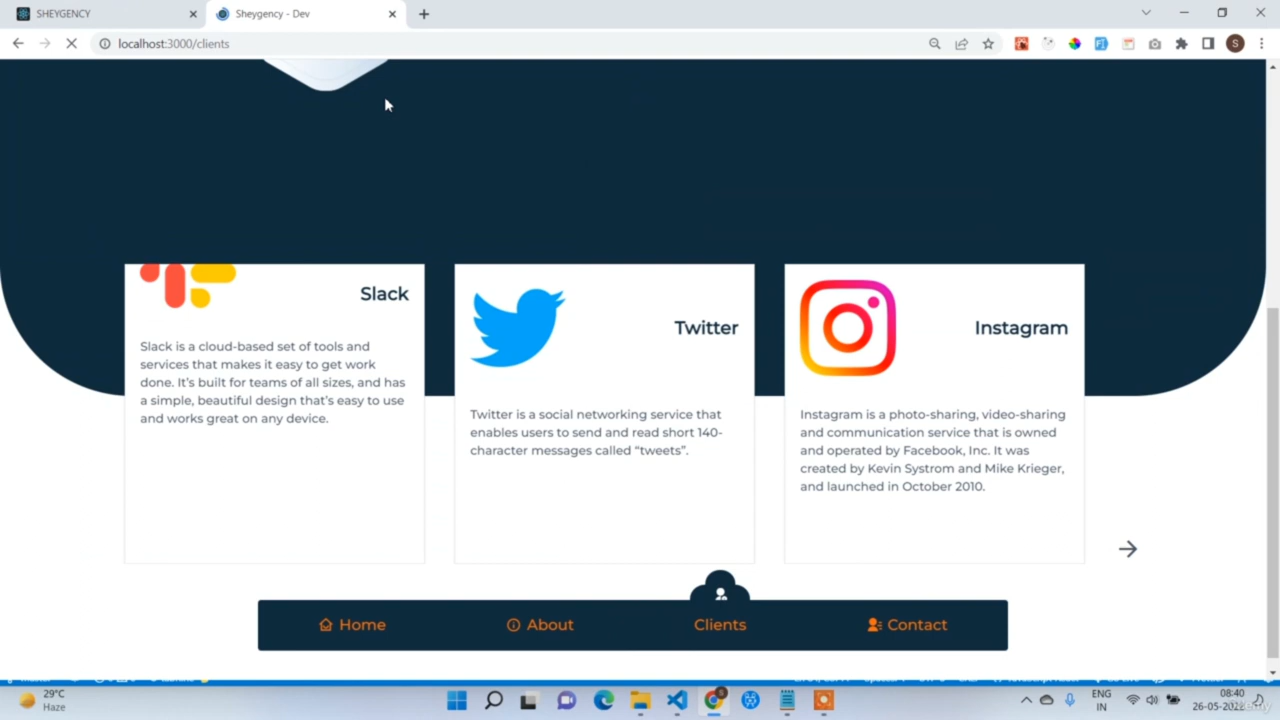 SHEYGENCY
Sheygency - Dev
localhost:3000/clients
S
Slack
Slack is a cloud-based set of tools and
services that makes it easy to get work
done. It's built for teams of all sizes, and has
a simple, beautiful design that's easy to use
and works great on any device.
Twitter
Twitter is a social networking service that
enables users to send and read short 140-
character messages called “tweets”.
Instagram
Instagram is a photo-sharing, video-sharing
and communication service that is owned
and operated by Facebook, Inc. It was
created by Kevin Systrom and Mike Krieger,
and launched in October 2010.
Home
About
Clients
Contact
29°C
Haze
ENG
IN
08:40
26-05-2022